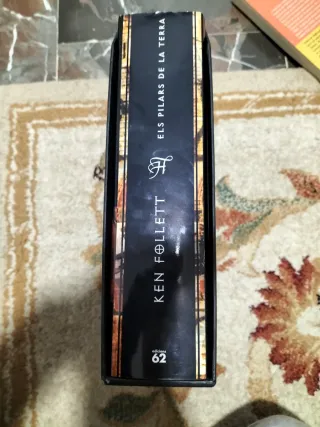 KEN FOLLETT
ELS PILARS DE LA TERRA
edicions
62